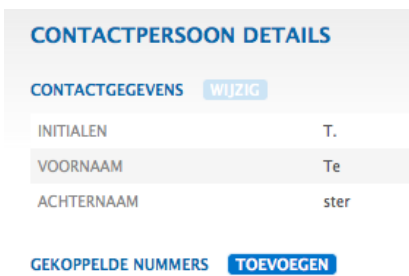 CONTACTPERSOON DETAILS
CONTACTGEGEVENS WIJZIG
INITIALEN T.
VOORNAAM Te
ACHTERNAAM ster
GEKOPPELDE NUMMERS TOEVOEGEN